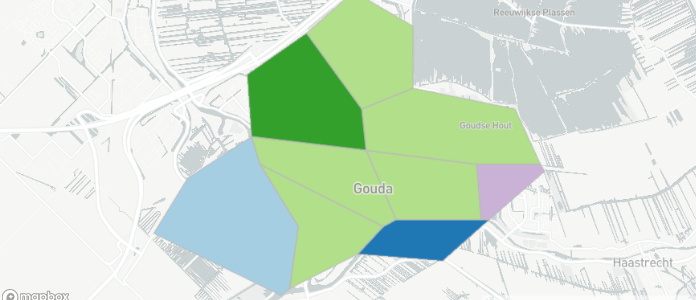 Reeuwijkse Plassen
Goudse Hout
Gouda
Haastrecht
mapbox